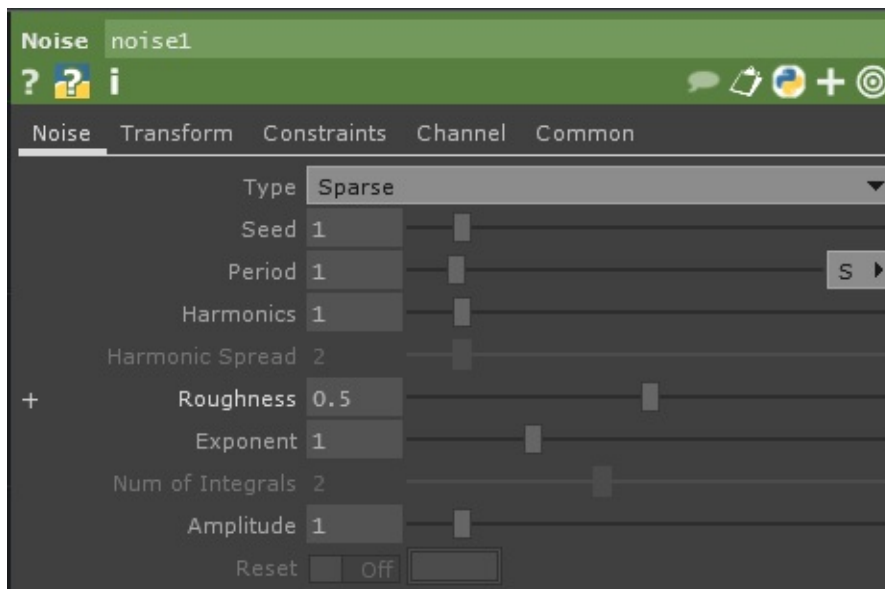 Noise noise1
? ? i
Noise Transform Constraints Channel Common
Type Sparse
Seed 1
Period 1 S
Harmonics 1
Harmonic Spread 2
+ Roughness 0.5
Exponent 1
Num of Integrals 2
Amplitude 1
Reset Off